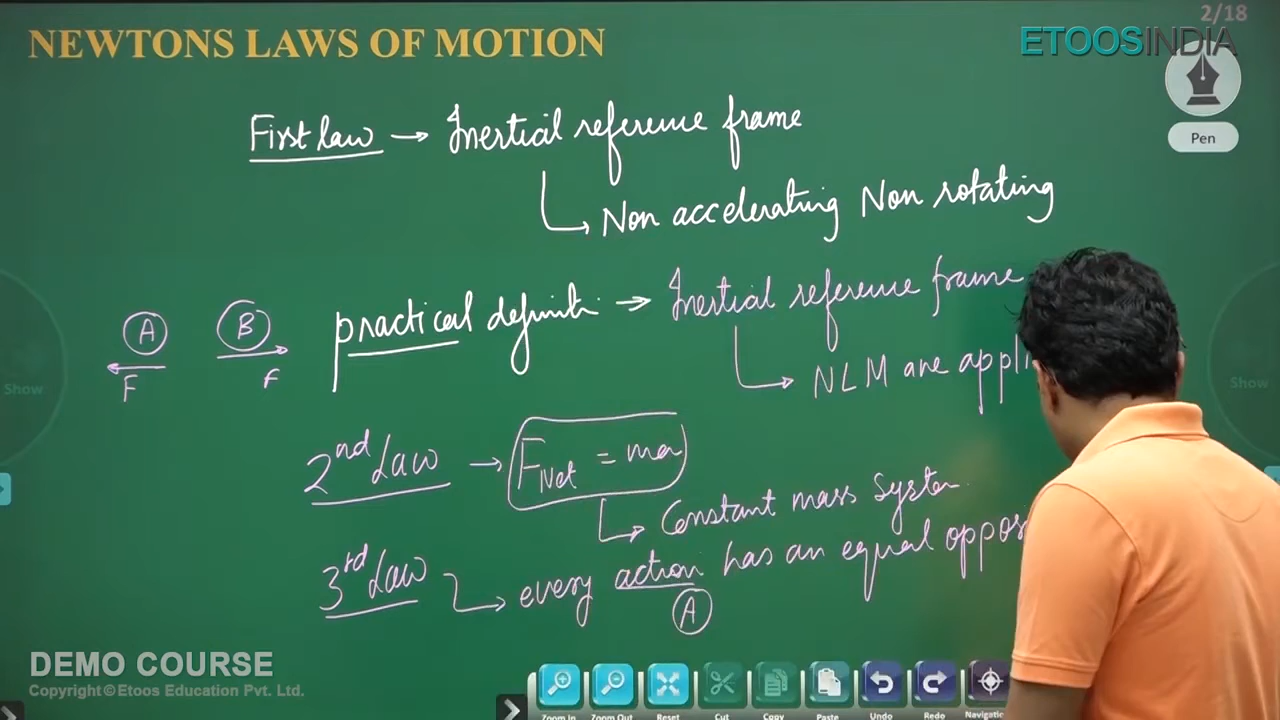 2/18
NEWTONS LAWS OF MOTION
ETOOSINDIA
Pen
First law → Inertial reference frame
Non accelerating Non rotating
practical definiti → Inertial reference frame
A B
F F
NLM are appli
2nd Law → FNet = ma
Constant mass system
3rd Law every action has an equal oppos
A
Show
Show
DEMO COURSE
Copyright © Etoos Education Pvt. Ltd.
Zoom In Zoom Out Reset Cut Copy Paste Undo Redo Navigatio